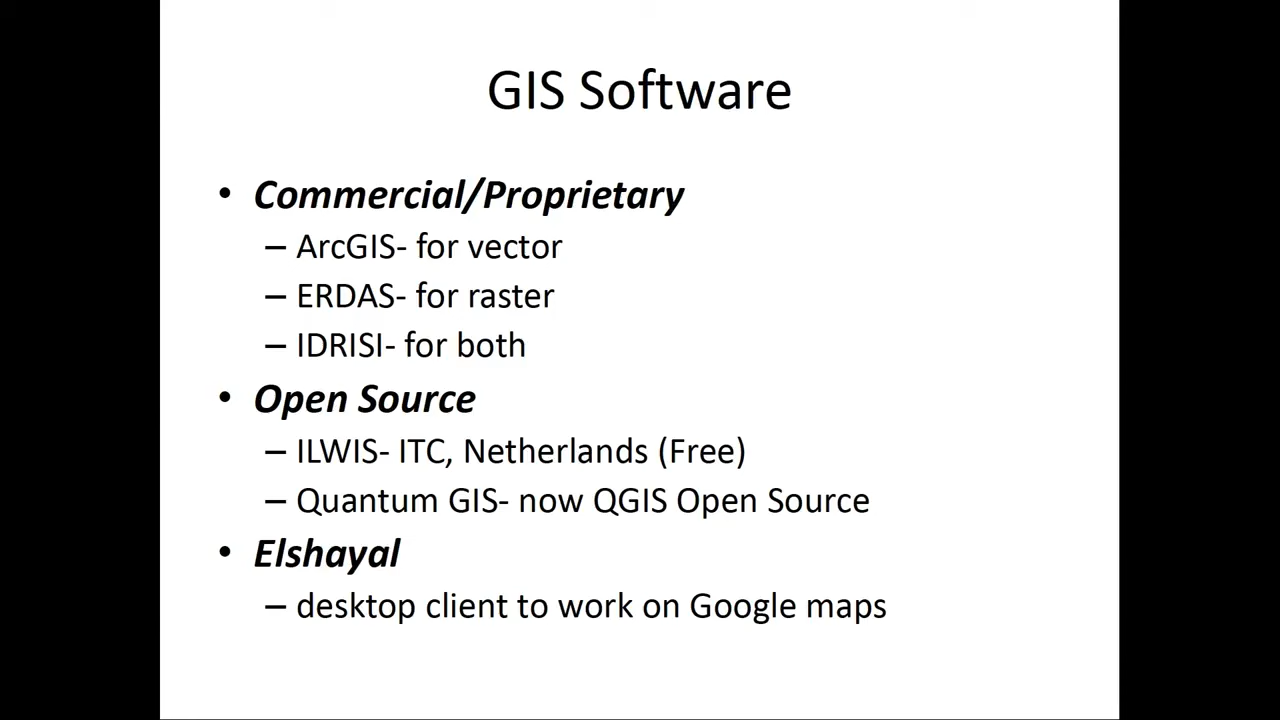 GIS Software
• Commercial/Proprietary
– ArcGIS- for vector
– ERDAS- for raster
– IDRISI- for both
• Open Source
– ILWIS- ITC, Netherlands (Free)
– Quantum GIS- now QGIS Open Source
• Elshayal
– desktop client to work on Google maps